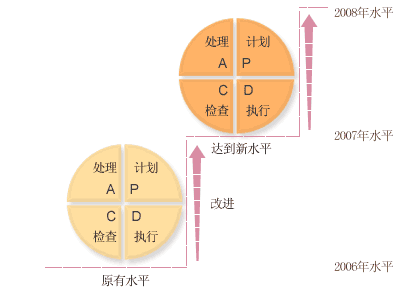 2008年水平
处理 计划
A P
C D
检查 执行
2007年水平
达到新水平
处理 计划
A P
改进
C D
检查 执行
2006年水平
原有水平